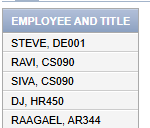 EMPLOYEE AND TITLE
STEVE, DE001
RAVI, CS090
SIVA, CS090
DJ, HR450
RAAGAEL, AR344